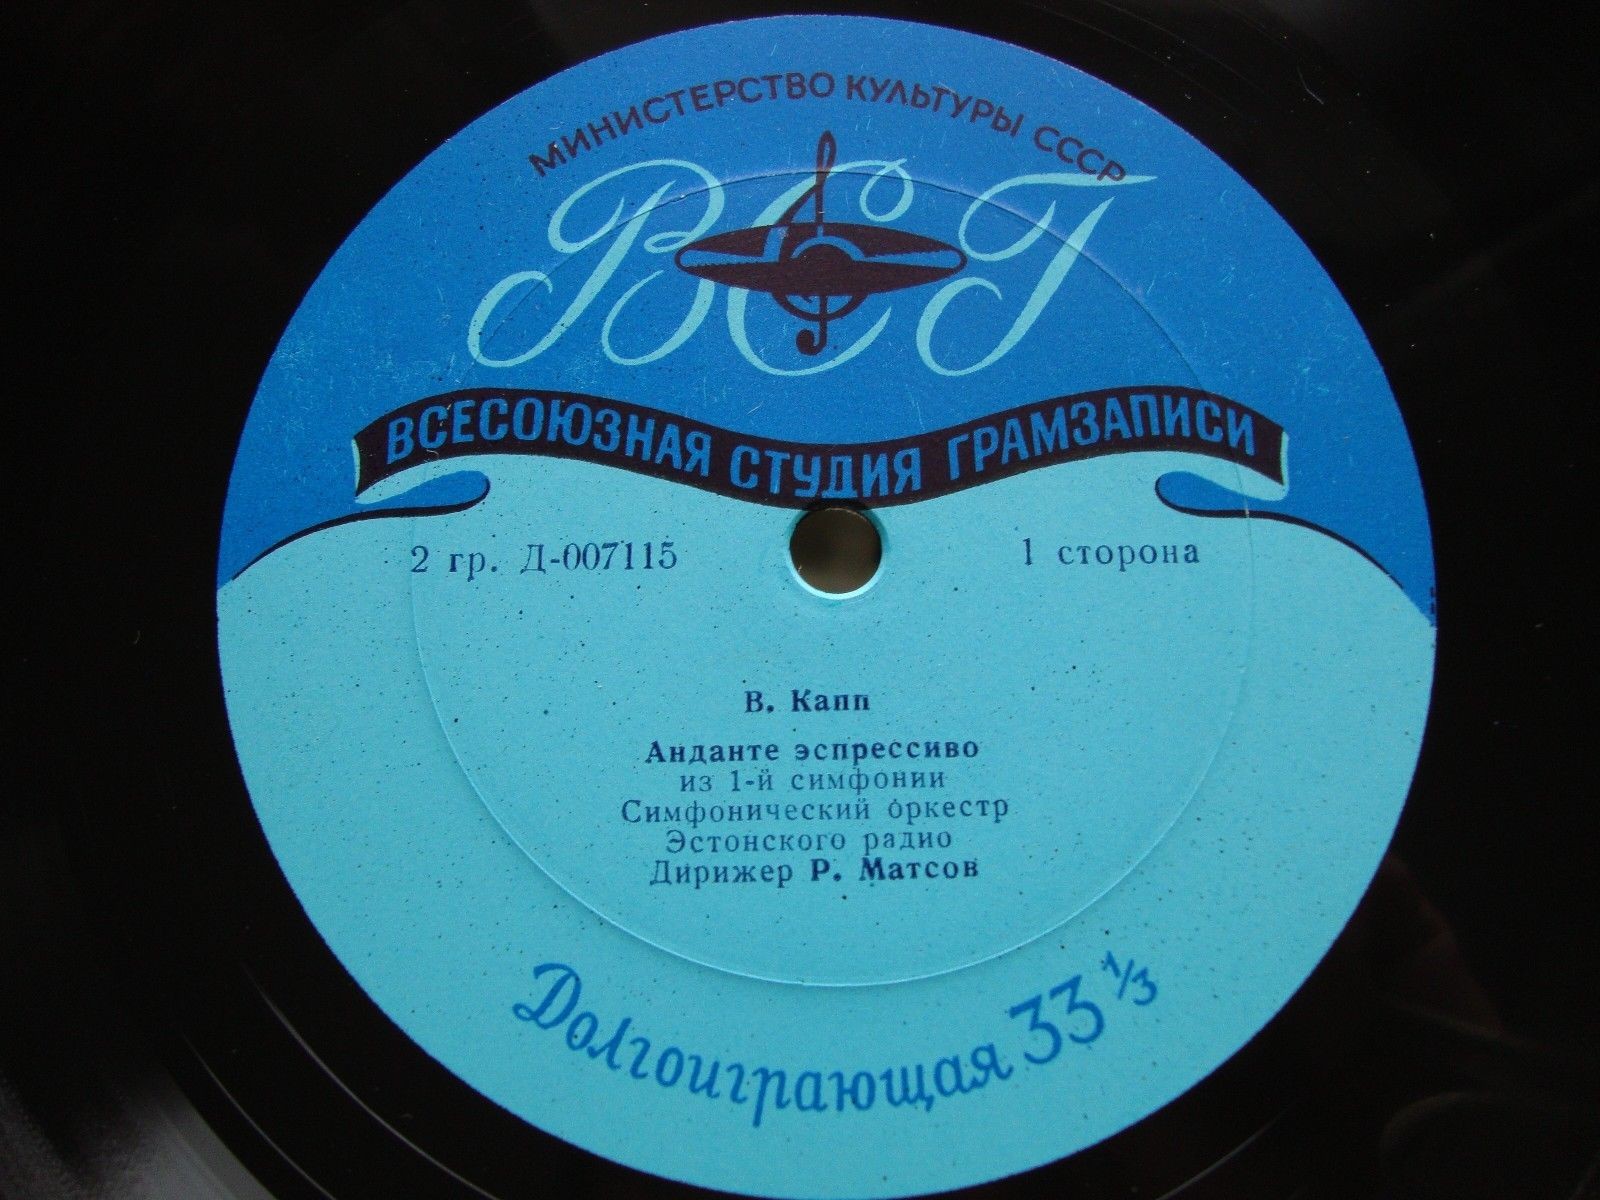 МИНИСТЕРСТВО КУЛЬТУРЫ СССР
ВСГ
ВСЕСОЮЗНАЯ СТУДИЯ ГРАМЗАПИСИ
2 гр. Д-007115
1 сторона
В. Капп
Анданте эспрессиво
из 1-й симфонии
Симфонический оркестр
Эстонского радио
Дирижер Р. Матсов
Долгоиграющая 33 1/3